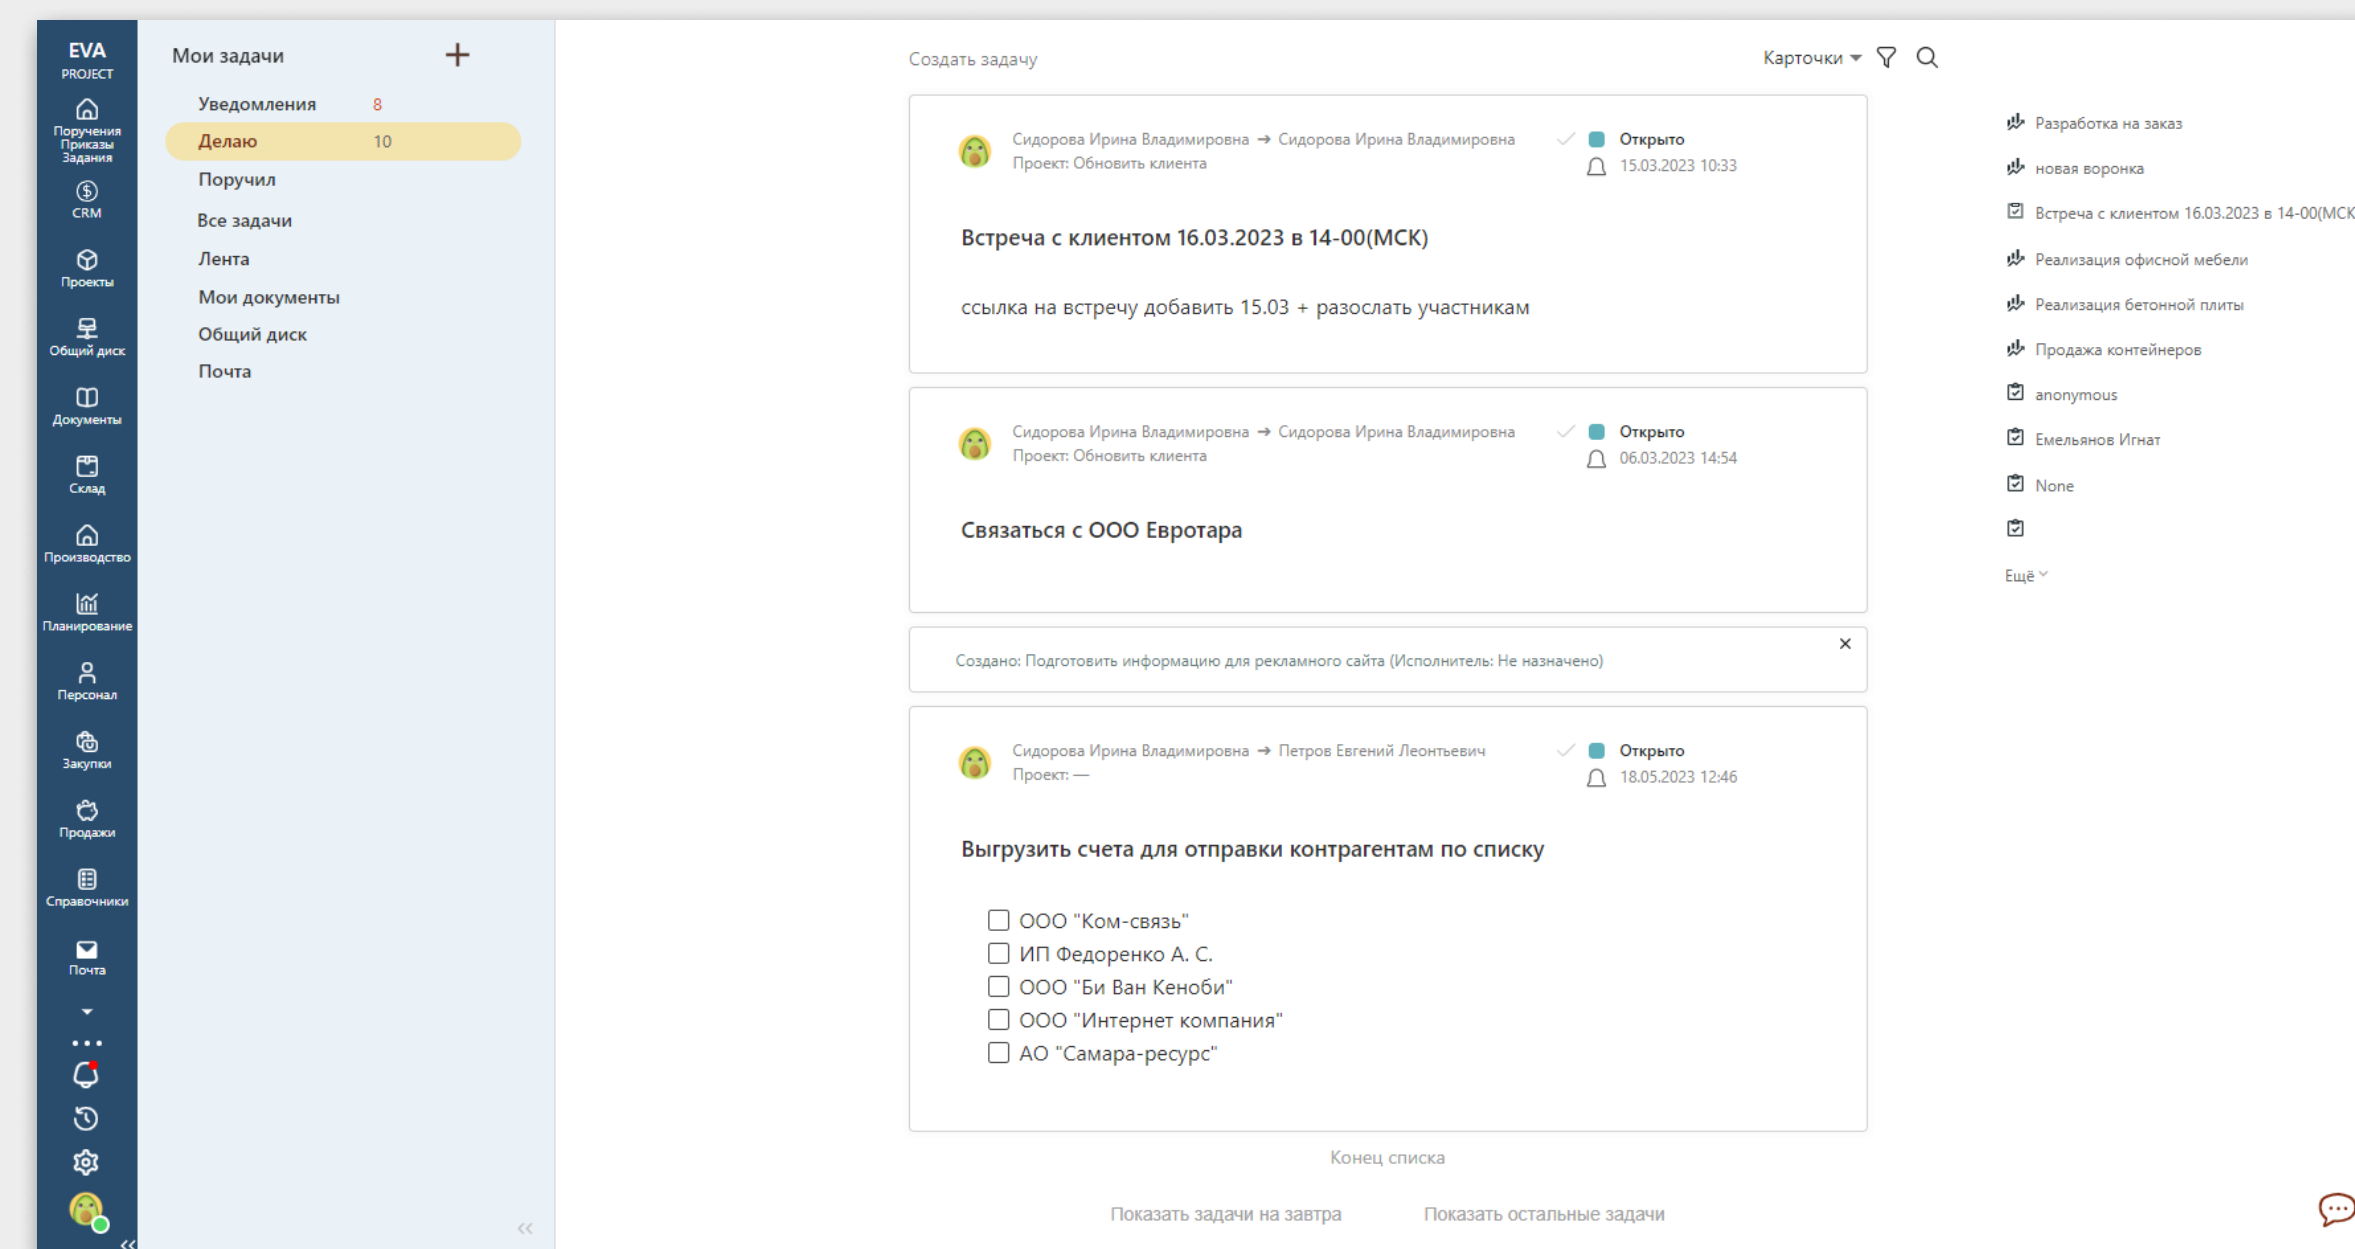 EVA
PROJECT
Поручения
Приказы
Задания
CRM
Проекты
Общий диск
Документы
Склад
Производство
Планирование
Персонал
Закупки
Продажи
Справочники
Почта
Мои задачи
Уведомления 8
Делаю 10
Поручил
Все задачи
Лента
Мои документы
Общий диск
Почта
Создать задачу
Карточки
Сидорова Ирина Владимировна → Сидорова Ирина Владимировна
Открыто
Проект: Обновить клиента
15.03.2023 10:33
Встреча с клиентом 16.03.2023 в 14-00(МСК)
ссылка на встречу добавить 15.03 + разослать участникам
Сидорова Ирина Владимировна → Сидорова Ирина Владимировна
Открыто
Проект: Обновить клиента
06.03.2023 14:54
Связаться с ООО Евротара
Создано: Подготовить информацию для рекламного сайта (Исполнитель: Не назначено)
Сидорова Ирина Владимировна → Петров Евгений Леонтьевич
Открыто
Проект: —
18.05.2023 12:46
Выгрузить счета для отправки контрагентам по списку
ООО "Ком-связь"
ИП Федоренко А. С.
ООО "Би Ван Кеноби"
ООО "Интернет компания"
АО "Самара-ресурс"
Конец списка
Показать задачи на завтра
Показать остальные задачи
Разработка на заказ
новая воронка
Встреча с клиентом 16.03.2023 в 14-00(МСК
Реализация офисной мебели
Реализация бетонной плиты
Продажа контейнеров
anonymous
Емельянов Игнат
None
Ещё